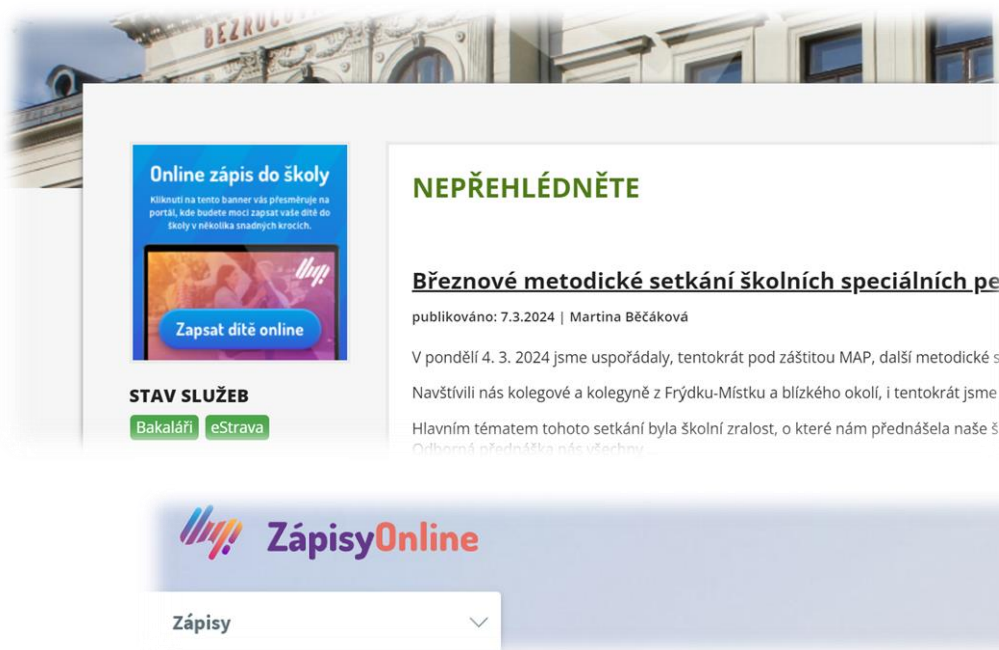 Online zápis do školy
Kliknutí na tento banner vás přesměruje na
portál, kde budete moci zapsat vaše dítě do
školy v několika snadných krocích.
Zapsat dítě online
STAV SLUŽEB
Bakaláři eStrava
NEPŘEHLÉDNĚTE
Březnové metodické setkání školních speciálních pe
publikováno: 7.3.2024 | Martina Běčáková
V pondělí 4. 3. 2024 jsme uspořádaly, tentokrát pod záštitou MAP, další metodické s
Navštívili nás kolegové a kolegyně z Frýdku-Místku a blízkého okolí, i tentokrát jsme
Hlavním tématem tohoto setkání byla školní zralost, o které nám přednášela naše š
Odborná přednáška nás všechny...
ZápisyOnline
Zápisy